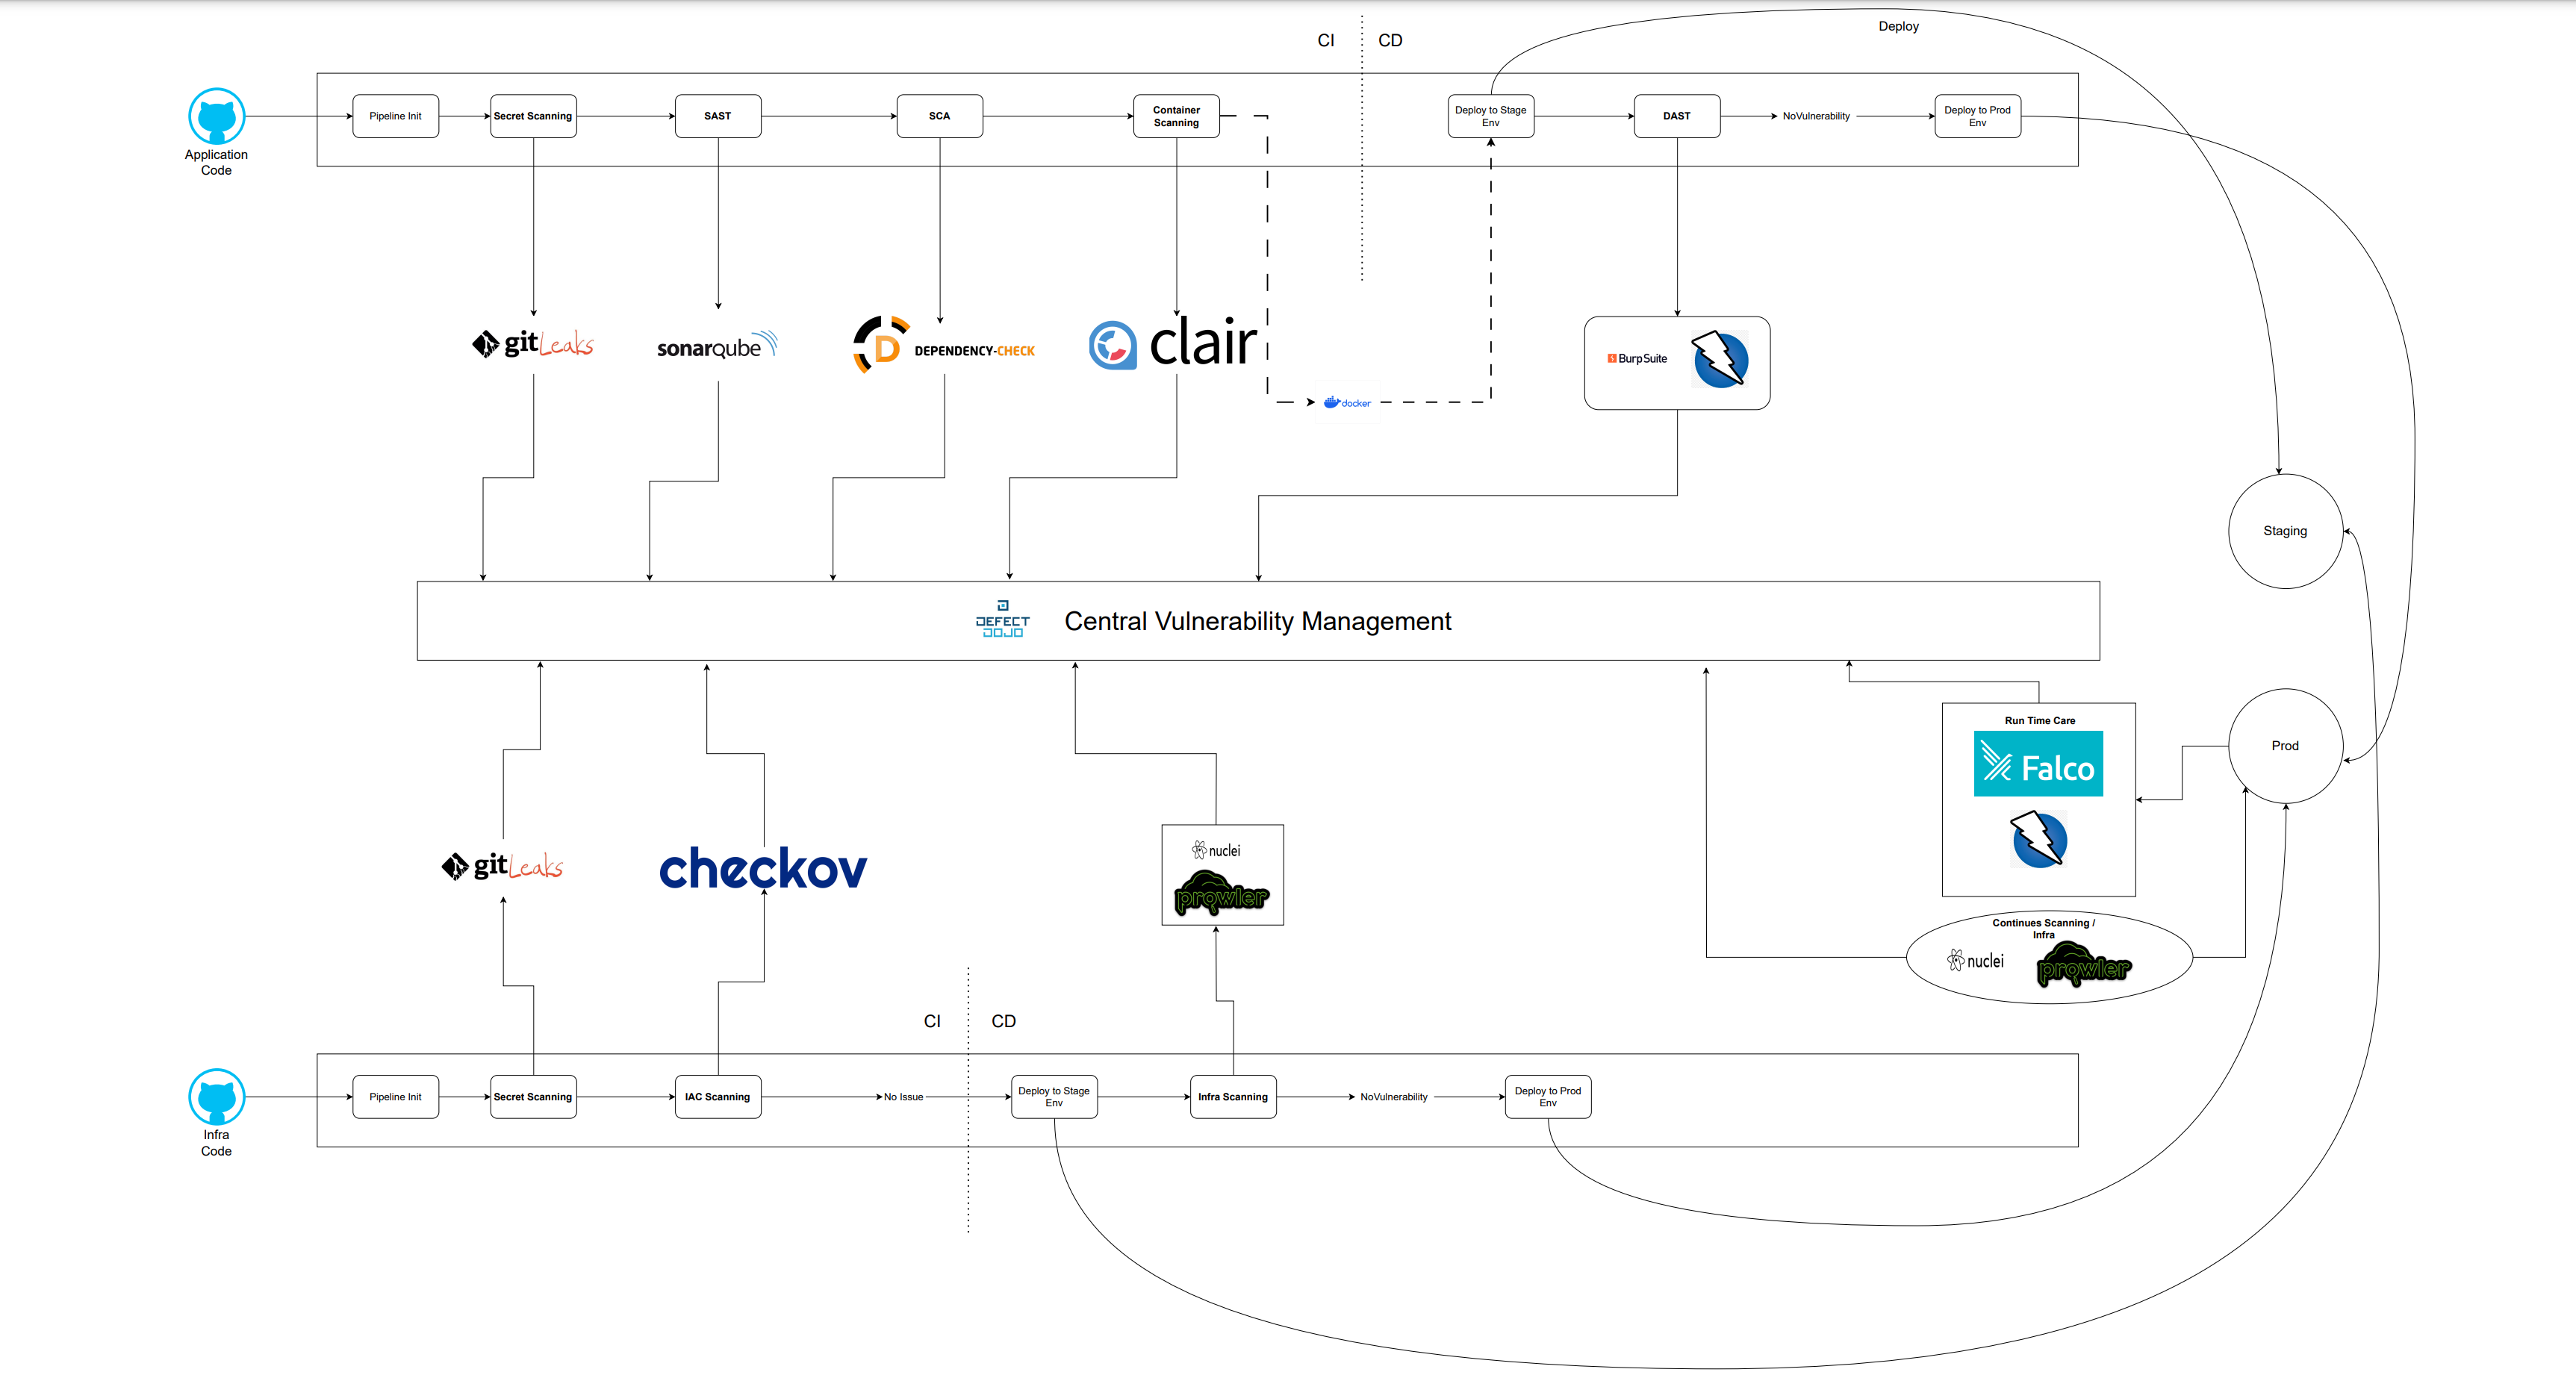 CI
CD
Deploy
Application
Code
Pipeline Init
Secret Scanning
SAST
SCA
Container
Scanning
Deploy to Stage
Env
DAST
NoVulnerability
Deploy to Prod
Env
gitLeaks
sonarqube
D
DEPENDENCY-CHECK
clair
docker
BurpSuite
Staging
DEFECT
DOJO
Central Vulnerability Management
Run Time Care
Falco
Prod
gitLeaks
checkov
nuclei
prowler
Continues Scanning /
Infra
nuclei
prowler
CI
CD
Infra
Code
Pipeline Init
Secret Scanning
IAC Scanning
No Issue
Deploy to Stage
Env
Infra Scanning
NoVulnerability
Deploy to Prod
Env